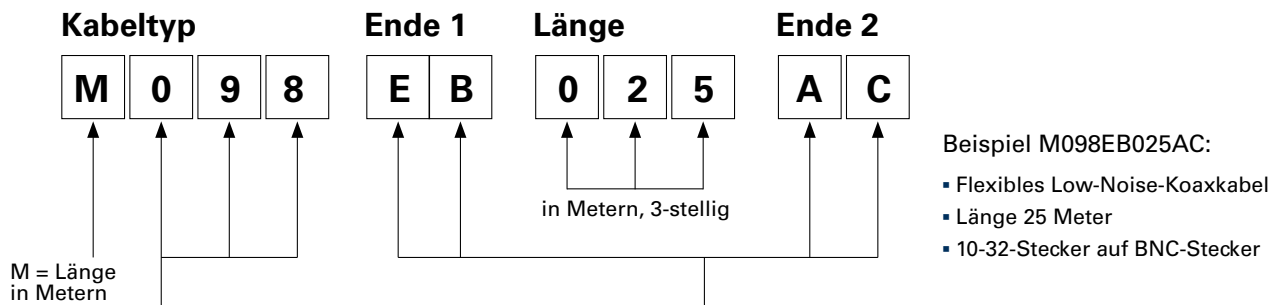 Kabeltyp Ende 1 Länge Ende 2
M 0 9 8 E B 0 2 5 A C
Beispiel M098EB025AC:
▪ Flexibles Low-Noise-Koaxkabel
▪ Länge 25 Meter
▪ 10-32-Stecker auf BNC-Stecker
in Metern, 3-stellig
M = Länge
in Metern